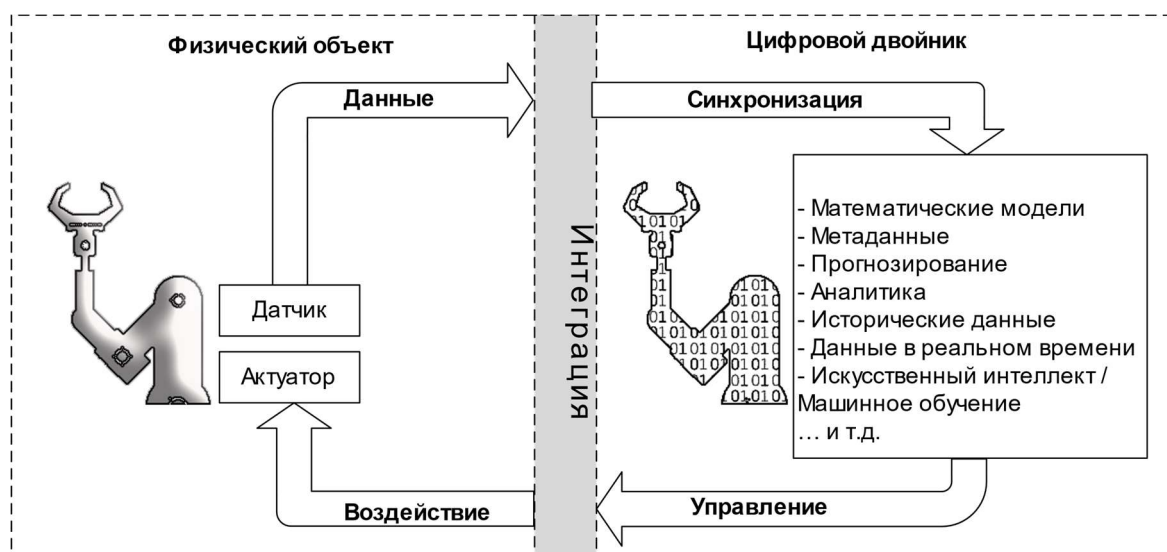 Физический объект
Цифровой двойник
Данные
Синхронизация
Интеграция
Датчик
Актуатор
- Математические модели
- Метаданные
- Прогнозирование
- Аналитика
- Исторические данные
- Данные в реальном времени
- Искусственный интеллект /
Машинное обучение
... и т.д.
Воздействие
Управление